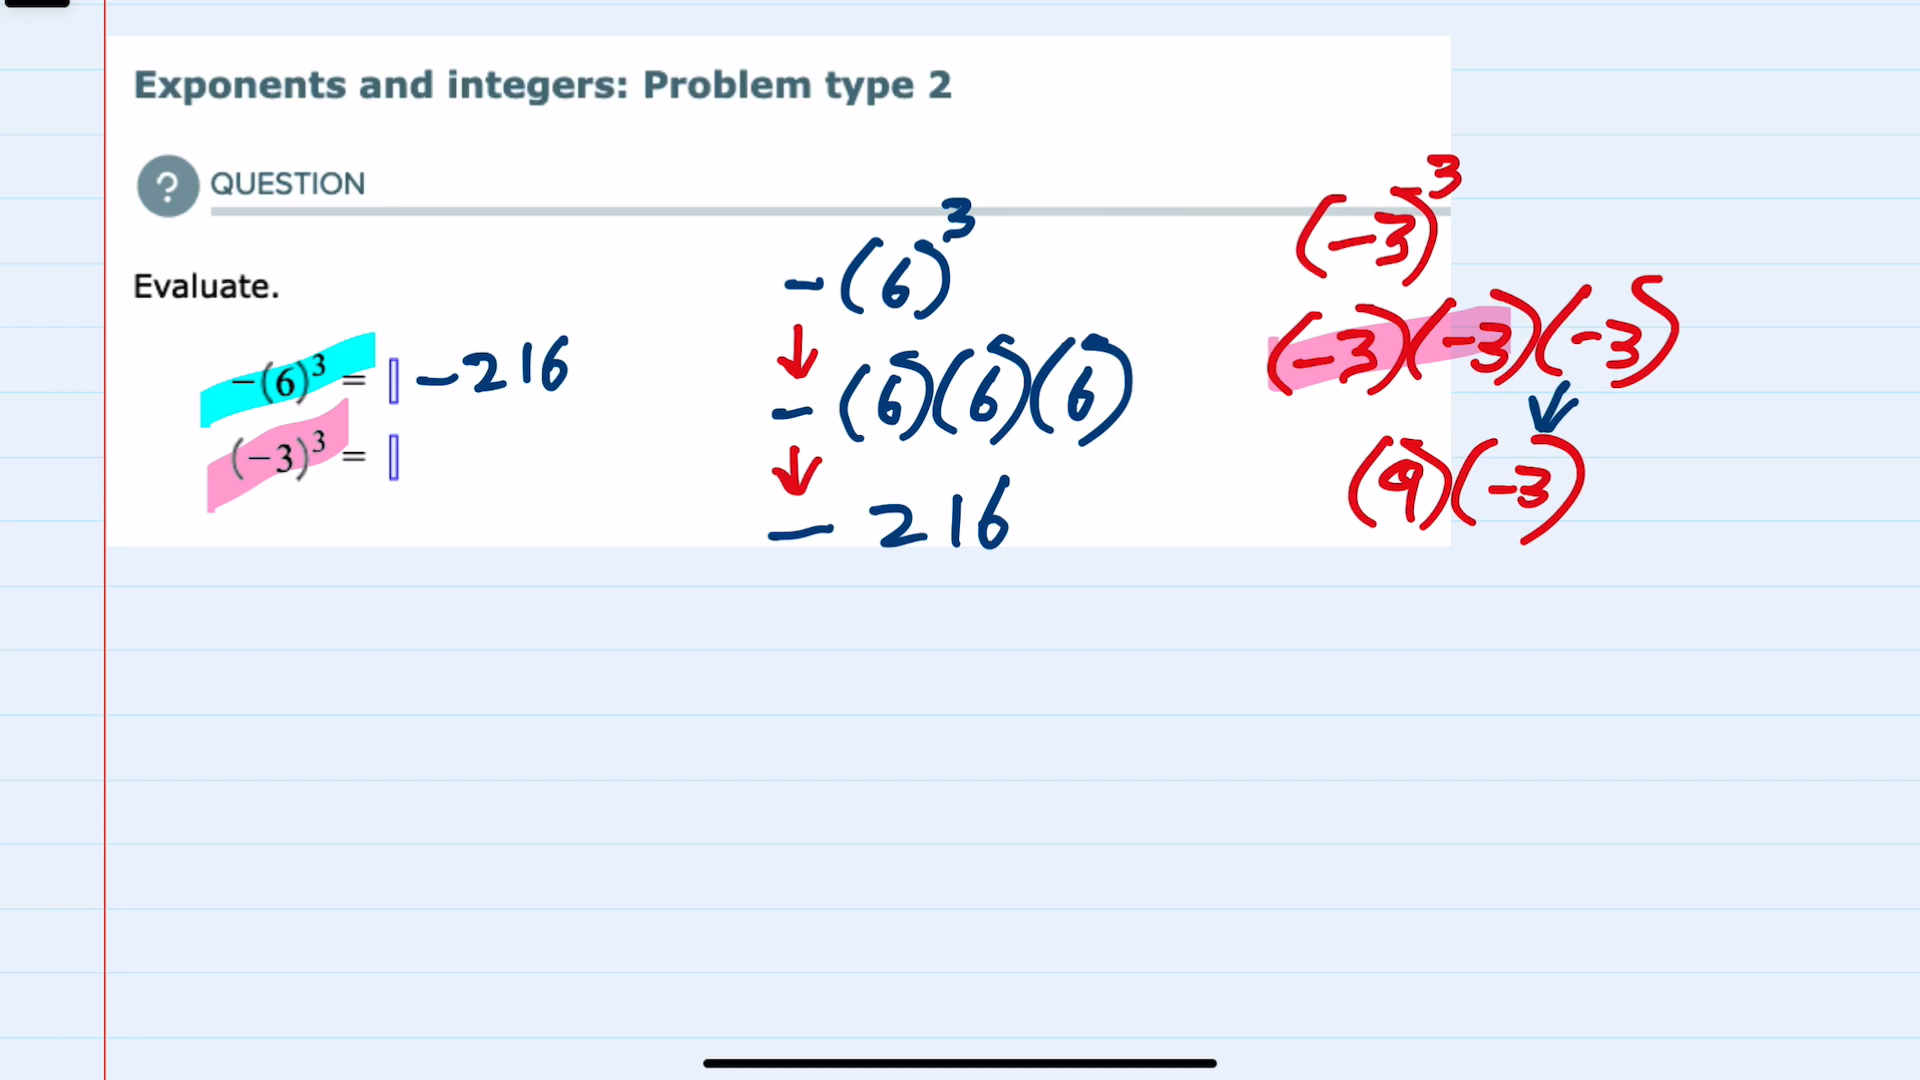 Exponents and integers: Problem type 2
? QUESTION
Evaluate.
−(6)³ = −216
(−3)³ =
−(6)³
−(6)(6)(6)
− 216
(−3)³
(−3)(−3)(−3)
(9)(−3)